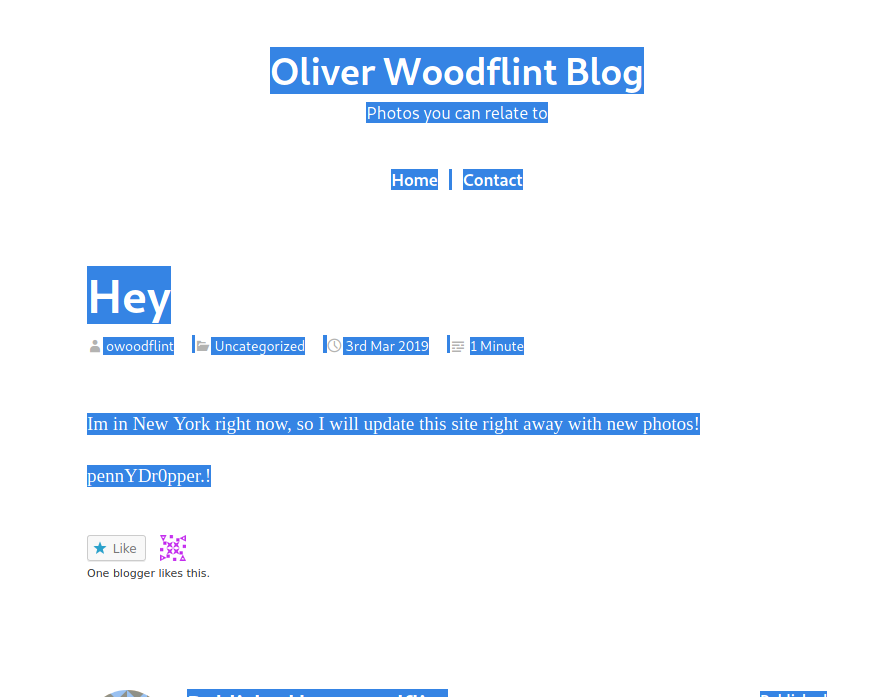 Oliver Woodflint Blog
Photos you can relate to
Home
Contact
Hey
owoodflint
Uncategorized
3rd Mar 2019
1 Minute
Im in New York right now, so I will update this site right away with new photos!
pennYDr0pper.!
Like
One blogger likes this.